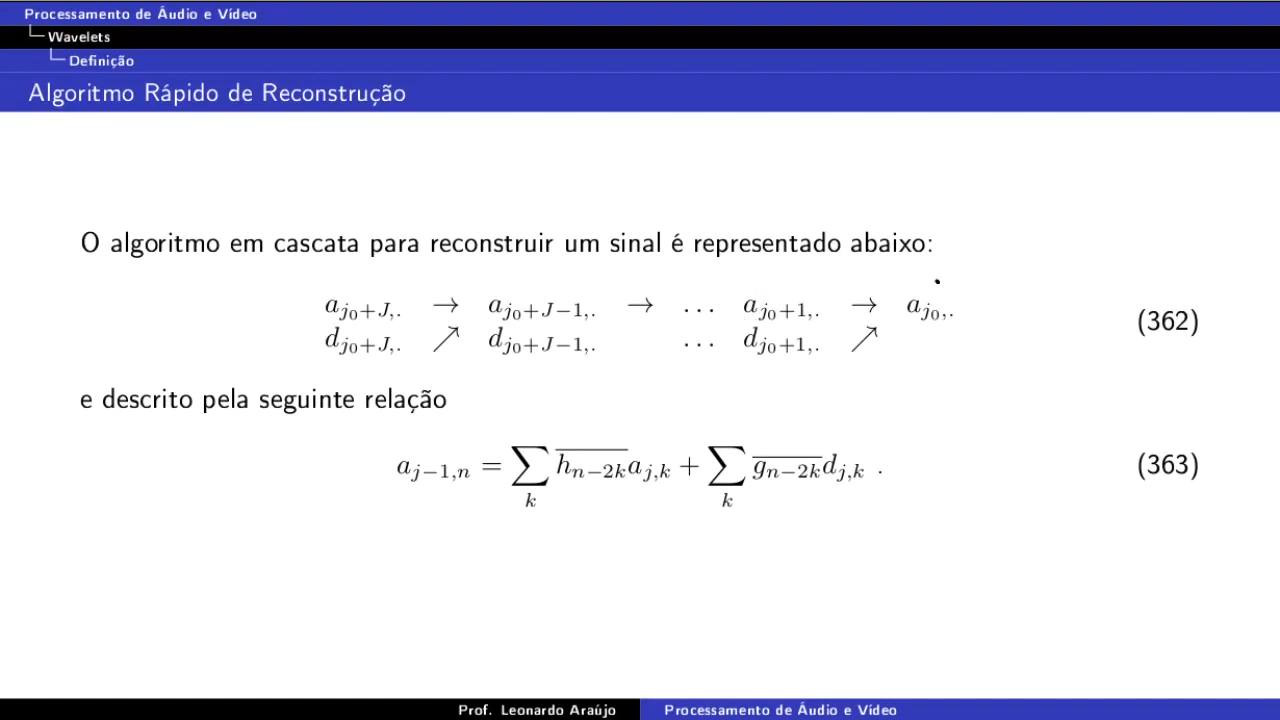 Processamento de Áudio e Vídeo
Wavelets
Definição
Algoritmo Rápido de Reconstrução
O algoritmo em cascata para reconstruir um sinal é representado abaixo:
a_{j_0+J,.} → a_{j_0+J−1,.} → ... a_{j_0+1,.} → a_{j_0,.}
d_{j_0+J,.} ↗ d_{j_0+J−1,.} ... d_{j_0+1,.} ↗
(362)
e descrito pela seguinte relação
a_{j−1,n} = \sum_k \overline{h_{n−2k}} a_{j,k} + \sum_k \overline{g_{n−2k}} d_{j,k} . (363)
Prof. Leonardo Araújo Processamento de Áudio e Vídeo